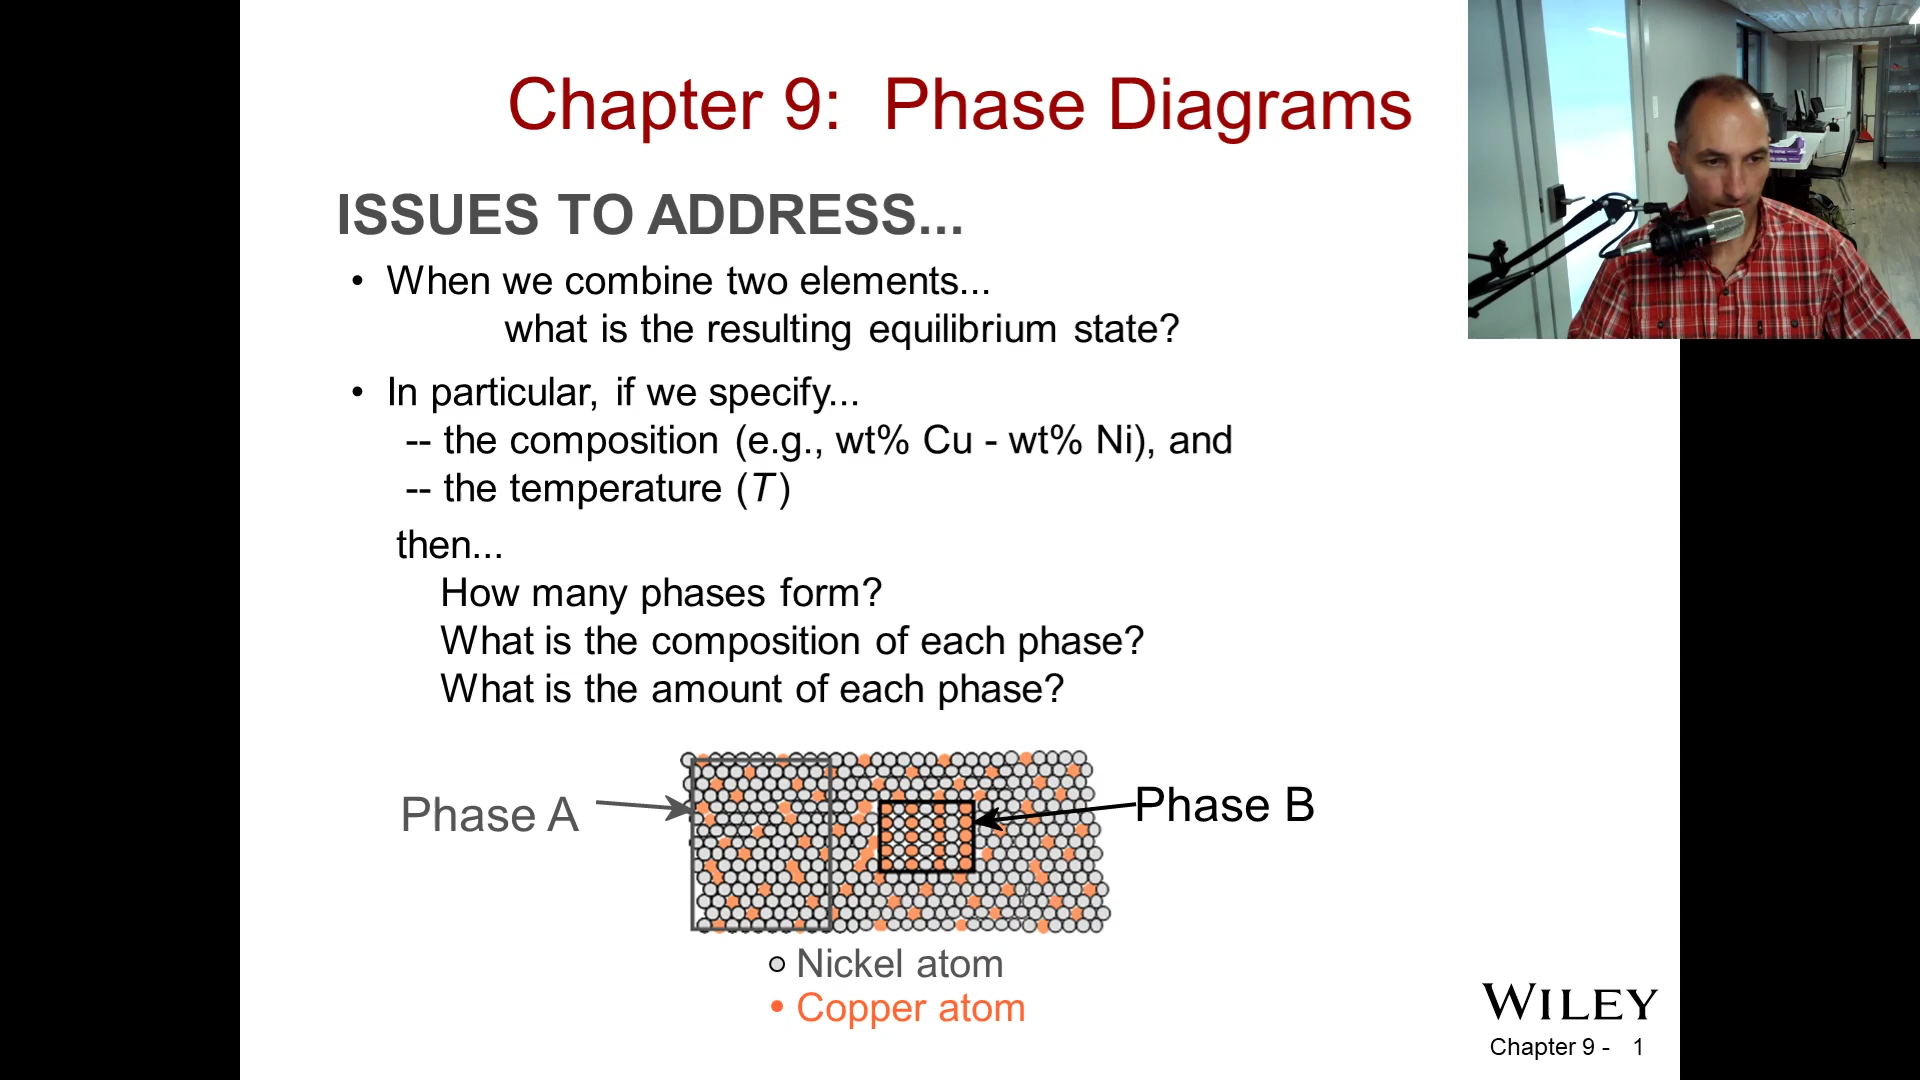 Chapter 9: Phase Diagrams
ISSUES TO ADDRESS...
• When we combine two elements...
what is the resulting equilibrium state?
• In particular, if we specify...
-- the composition (e.g., wt% Cu - wt% Ni), and
-- the temperature (T)
then...
How many phases form?
What is the composition of each phase?
What is the amount of each phase?
Phase A
Phase B
Nickel atom
Copper atom
WILEY
Chapter 9 - 1